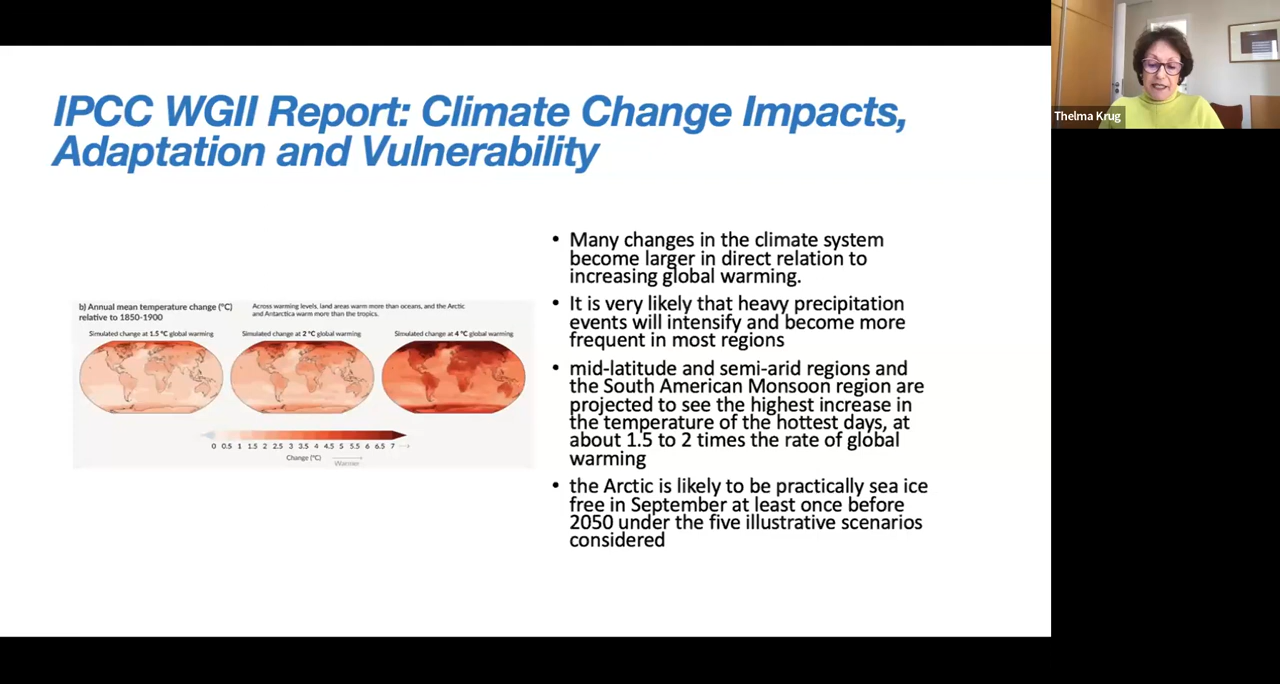 IPCC WGII Report: Climate Change Impacts,
Adaptation and Vulnerability
Thelma Krug
• Many changes in the climate system
become larger in direct relation to
increasing global warming.
• It is very likely that heavy precipitation
events will intensify and become more
frequent in most regions
• mid-latitude and semi-arid regions and
the South American Monsoon region are
projected to see the highest increase in
the temperature of the hottest days, at
about 1.5 to 2 times the rate of global
warming
• the Arctic is likely to be practically sea ice
free in September at least once before
2050 under the five illustrative scenarios
considered
b) Annual mean temperature change (°C)
relative to 1850-1900
Across warming levels, land areas warm more than oceans, and the Arctic
and Antarctica warm more than the tropics.
Simulated change at 1.5 °C global warming
Simulated change at 2 °C global warming
Simulated change at 4 °C global warming
0 0.5 1 1.5 2 2.5 3 3.5 4 4.5 5 5.5 6 6.5 7
Change (°C)
Warmer